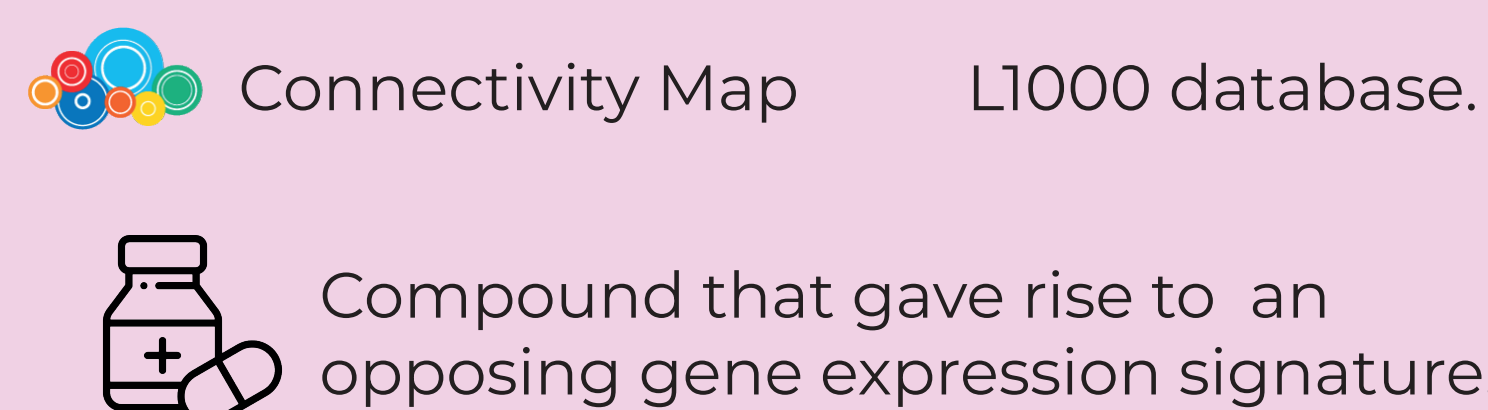 Connectivity Map L1000 database.
Compound that gave rise to an
opposing gene expression signature.